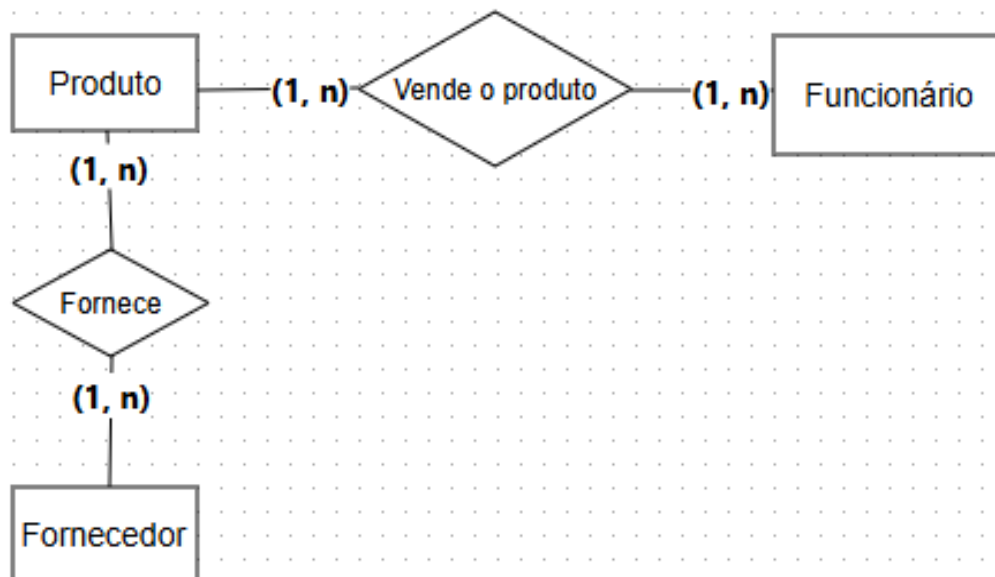 Produto
(1, n)
Vende o produto
(1, n)
Funcionário
(1, n)
Fornece
(1, n)
Fornecedor